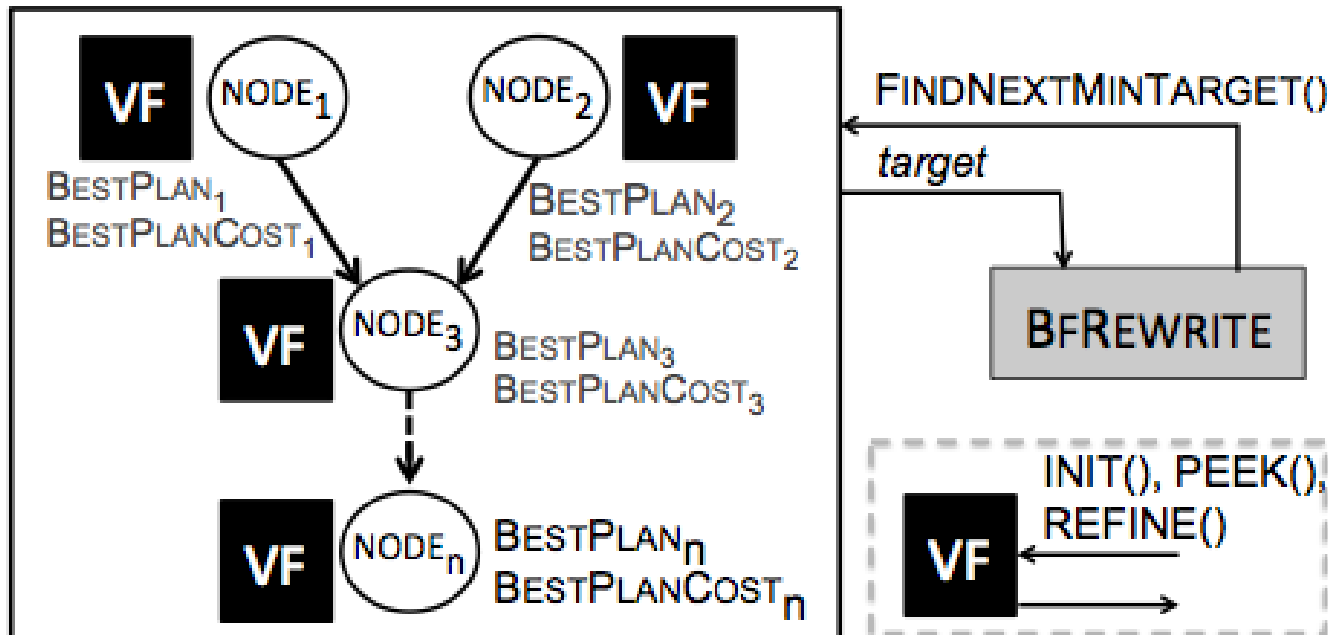 VF NODE1 NODE2 VF
FINDNEXTMINTARGET()
target
BESTPLAN1
BESTPLANCOST1
BESTPLAN2
BESTPLANCOST2
VF NODE3
BESTPLAN3
BESTPLANCOST3
BFREWRITE
VF NODEn
BESTPLANn
BESTPLANCOSTn
INIT(), PEEK(),
REFINE()
VF